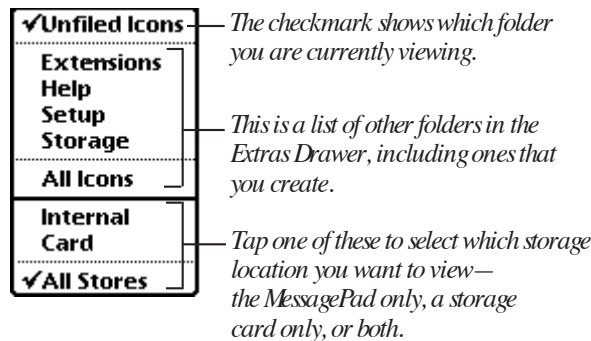 ✓Unfiled Icons
Extensions
Help
Setup
Storage
All Icons
Internal
Card
✓All Stores
The checkmark shows which folder
you are currently viewing.
This is a list of other folders in the
Extras Drawer, including ones that
you create.
Tap one of these to select which storage
location you want to view—
the MessagePad only, a storage
card only, or both.